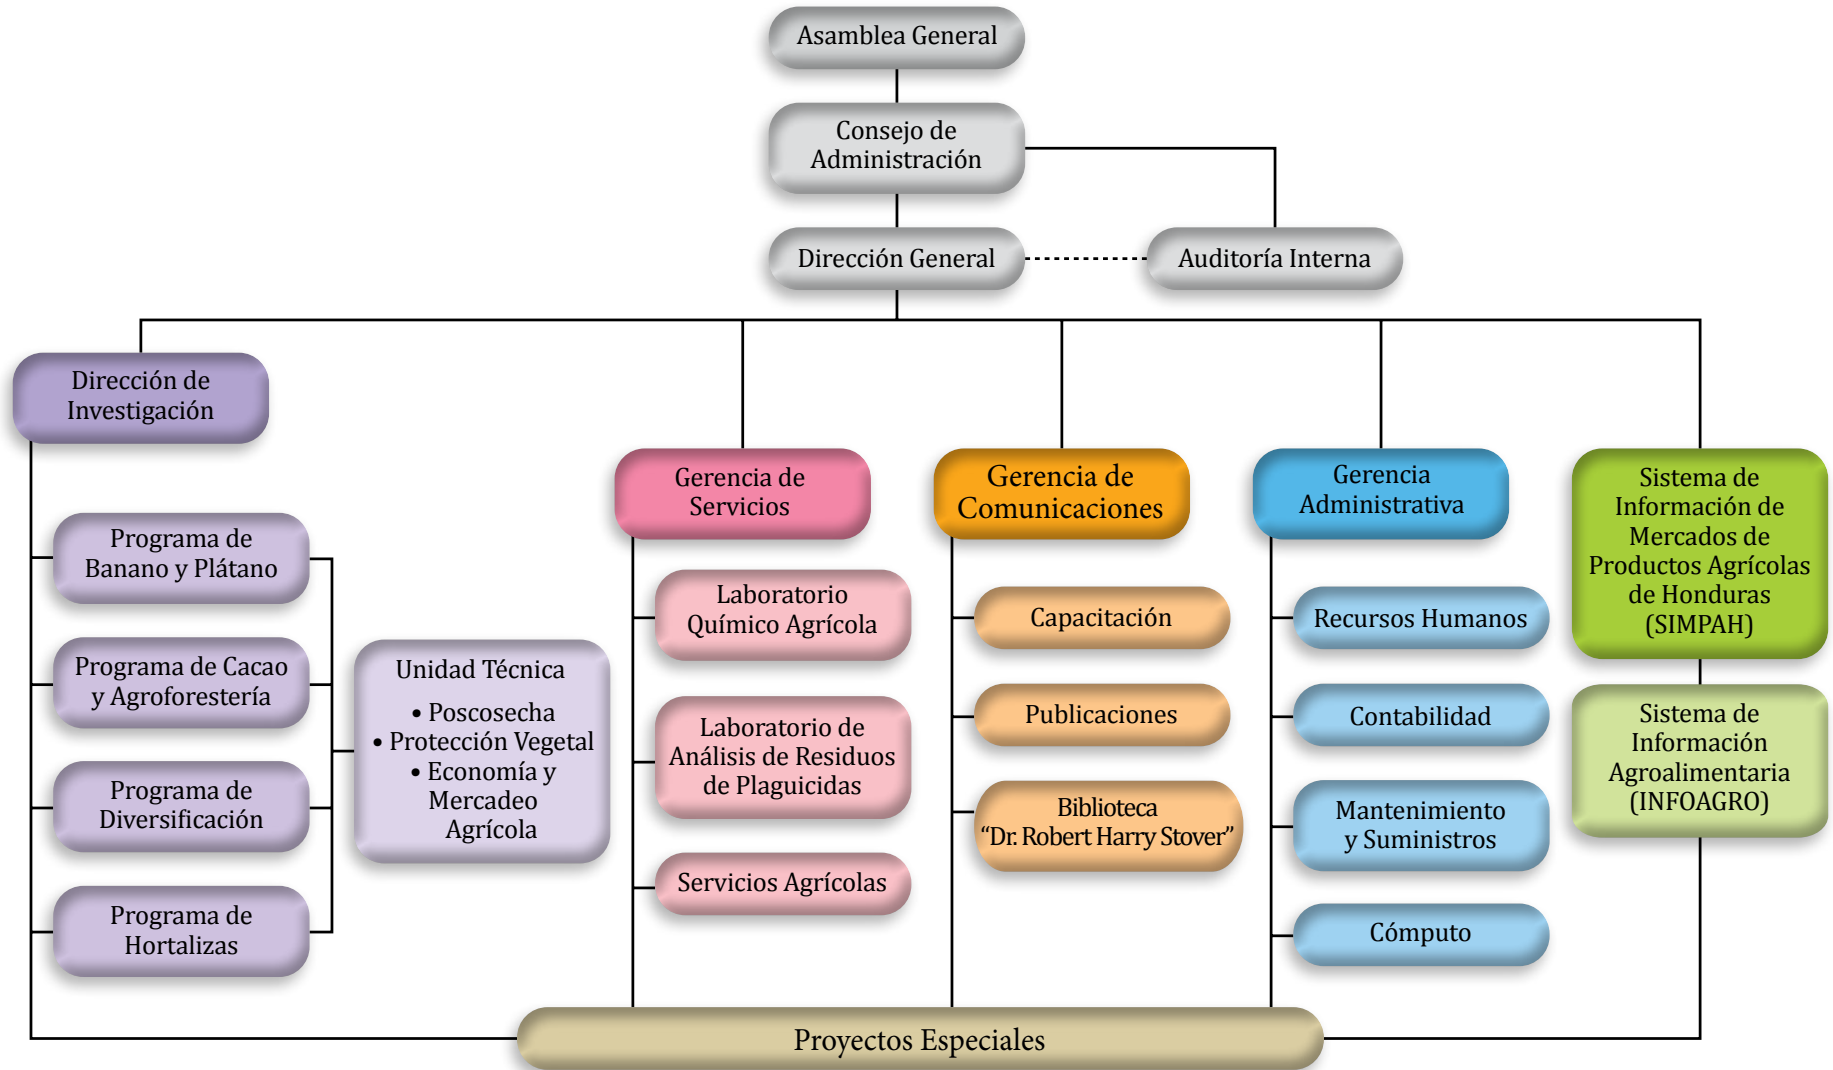 Asamblea General
Consejo de
Administración
Dirección General
Auditoría Interna
Dirección de
Investigación
Programa de
Banano y Plátano
Programa de Cacao
y Agroforestería
Programa de
Diversificación
Programa de
Hortalizas
Unidad Técnica
• Poscosecha
• Protección Vegetal
• Economía y
Mercadeo
Agrícola
Gerencia de
Servicios
Laboratorio
Químico Agrícola
Laboratorio de
Análisis de Residuos
de Plaguicidas
Servicios Agrícolas
Gerencia de
Comunicaciones
Capacitación
Publicaciones
Biblioteca
“Dr. Robert Harry Stover”
Gerencia
Administrativa
Recursos Humanos
Contabilidad
Mantenimiento
y Suministros
Cómputo
Sistema de
Información de
Mercados de
Productos Agrícolas
de Honduras
(SIMPAH)
Sistema de
Información
Agroalimentaria
(INFOAGRO)
Proyectos Especiales